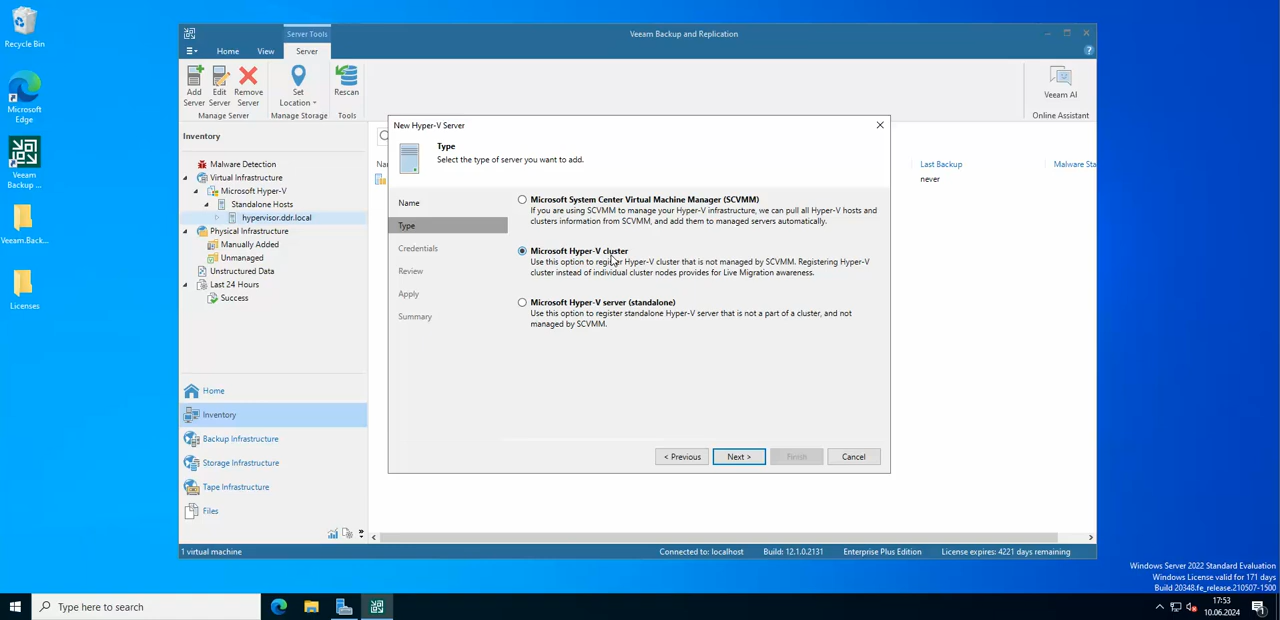 Recycle Bin
Microsoft
Edge
Veeam
Backup ...
Veeam.Back...
Licenses
Server Tools
Veeam Backup and Replication
Home
View
Server
Add
Server
Edit
Server
Remove
Server
Manage Server
Set
Location
Manage Storage
Rescan
Tools
Veeam AI
Online Assistant
Inventory
Malware Detection
Virtual Infrastructure
Microsoft Hyper-V
Standalone Hosts
hypervisor.ddr.local
Physical Infrastructure
Manually Added
Unmanaged
Unstructured Data
Last 24 Hours
Success
Home
Inventory
Backup Infrastructure
Storage Infrastructure
Tape Infrastructure
Files
Last Backup
Malware Sta
never
New Hyper-V Server
Type
Select the type of server you want to add.
Name
Type
Credentials
Review
Apply
Summary
Microsoft System Center Virtual Machine Manager (SCVMM)
If you are using SCVMM to manage your Hyper-V infrastructure, we can pull all Hyper-V hosts and
clusters information from SCVMM, and add them to managed servers automatically.
Microsoft Hyper-V cluster
Use this option to register Hyper-V cluster that is not managed by SCVMM. Registering Hyper-V
cluster instead of individual cluster nodes provides for Live Migration awareness.
Microsoft Hyper-V server (standalone)
Use this option to register standalone Hyper-V server that is not a part of a cluster, and not
managed by SCVMM.
< Previous
Next >
Finish
Cancel
1 virtual machine
Connected to: localhost
Build: 12.1.0.2131
Enterprise Plus Edition
License expires: 4221 days remaining
Windows Server 2022 Standard Evaluation
Windows License valid for 171 days
Build 20348.fe_release.210507-1500
Type here to search
17:53
10.06.2024
1